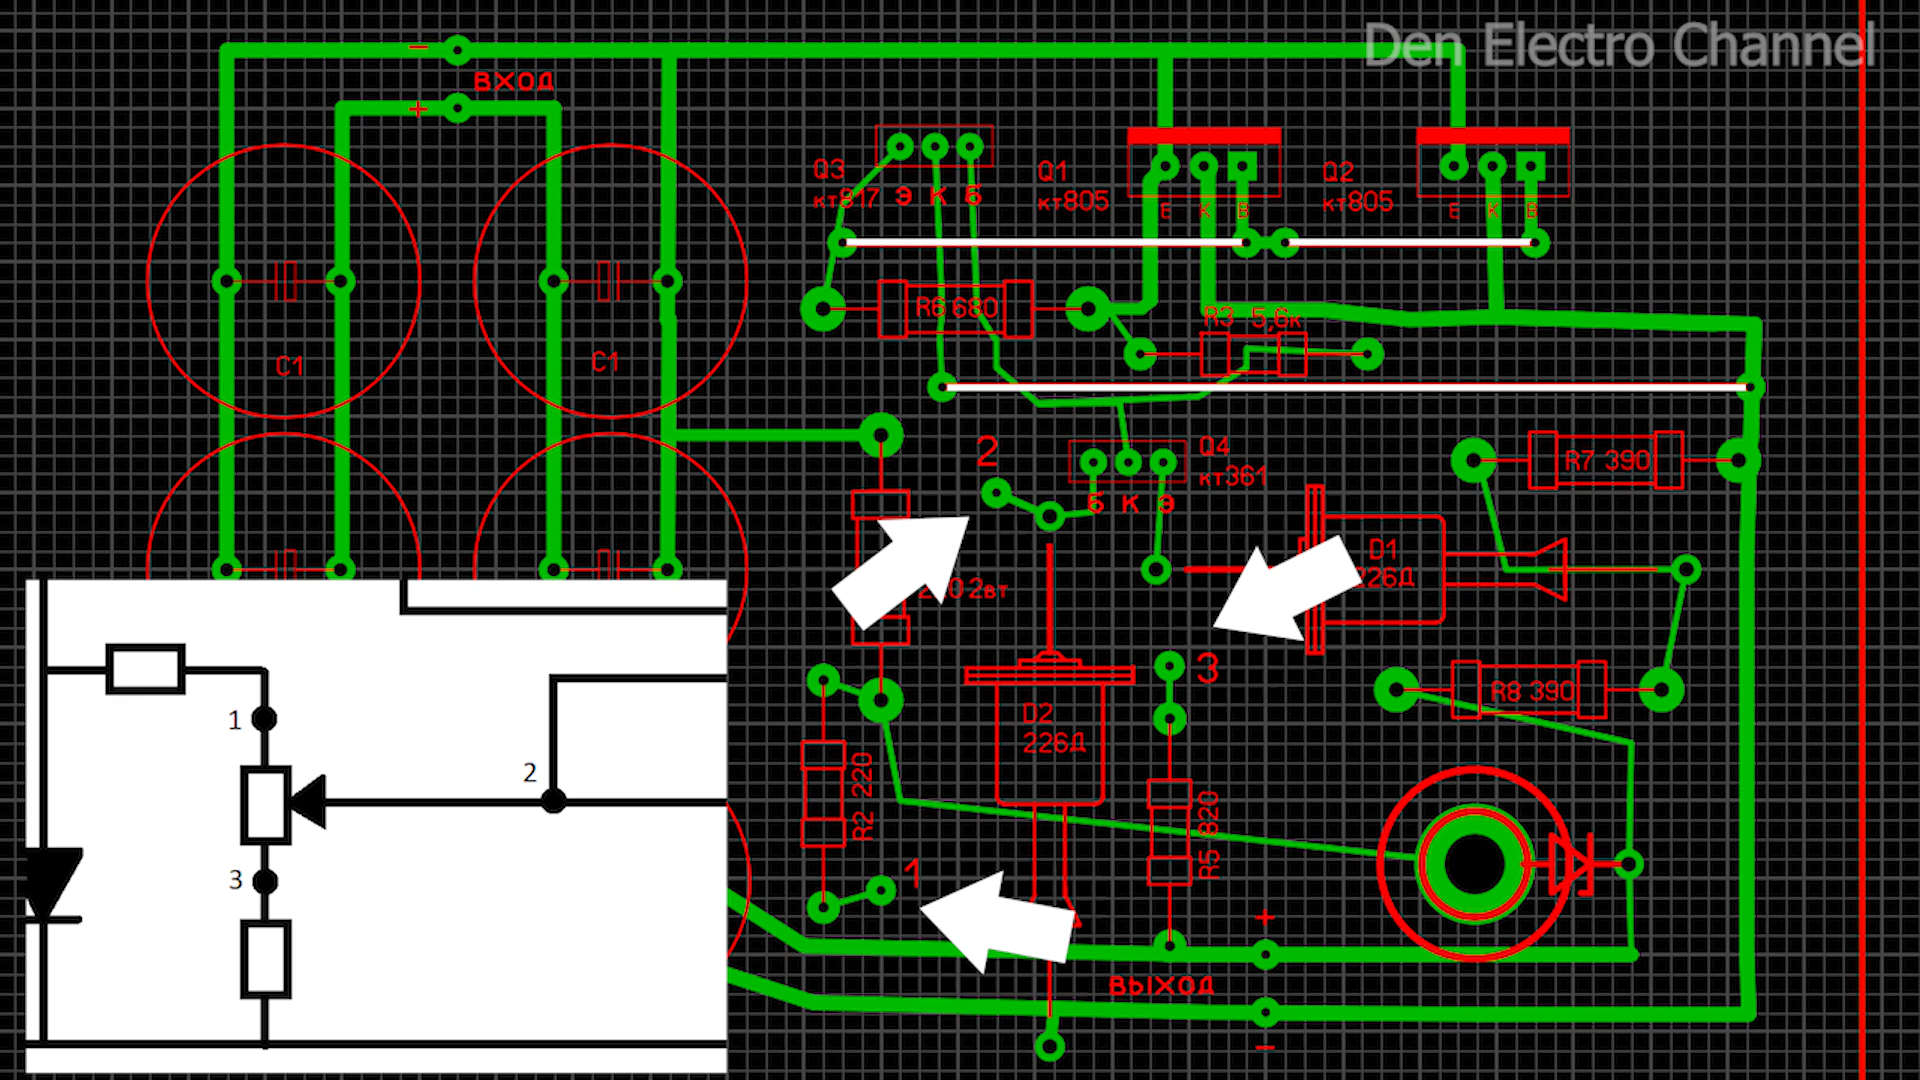 Den Electro Channel
−
ВХОД
+
Q3
кт817
Э К Б
Q1
кт805
E К B
Q2
кт805
E К B
R6 680
R3 5,6к
C1
C1
2
Q4
кт361
Б К Э
R7 390
D1
226Д
2вт
3
R8 390
D2
226Д
R2 220
R5 820
1
+
ВЫХОД
−
1
2
3